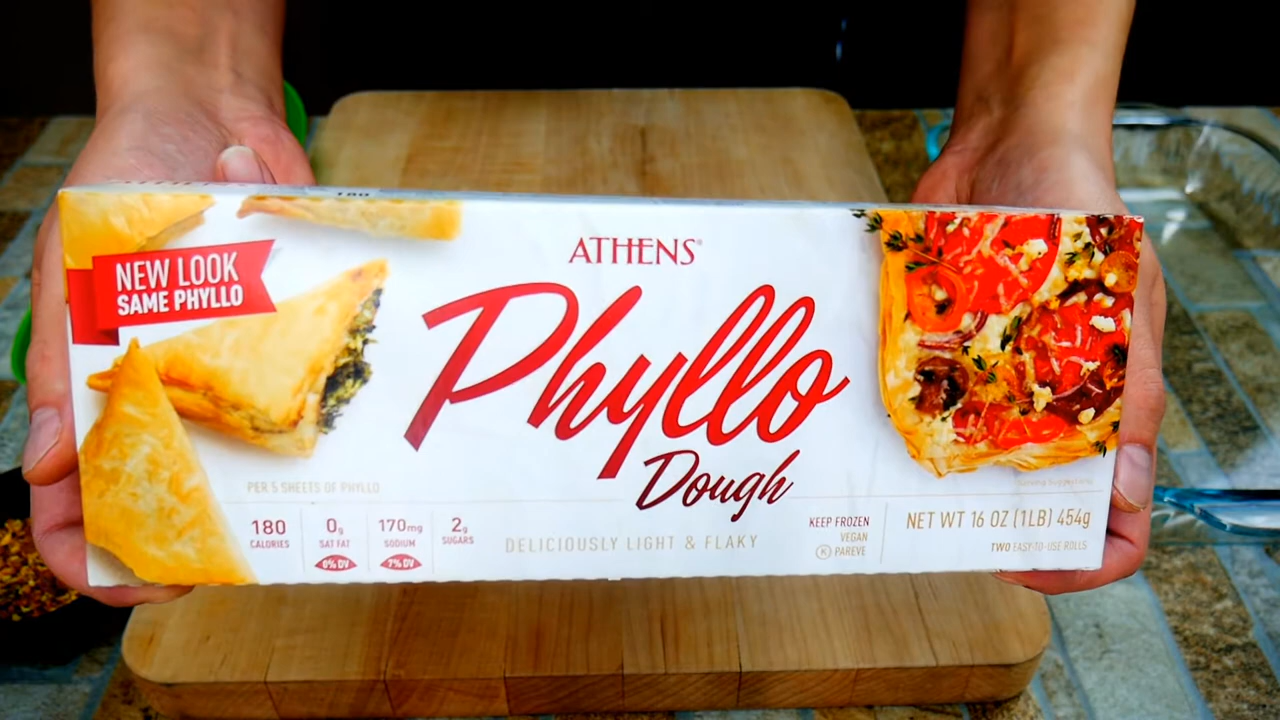 NEW LOOK
SAME PHYLLO
ATHENS®
Phyllo
Dough
PER 5 SHEETS OF PHYLLO
180
CALORIES
0g
SAT FAT
0% DV
170mg
SODIUM
7% DV
2g
SUGARS
DELICIOUSLY LIGHT & FLAKY
KEEP FROZEN
VEGAN
K PAREVE
Serving Suggestions
NET WT 16 OZ (1LB) 454g
TWO EASY-TO-USE ROLLS